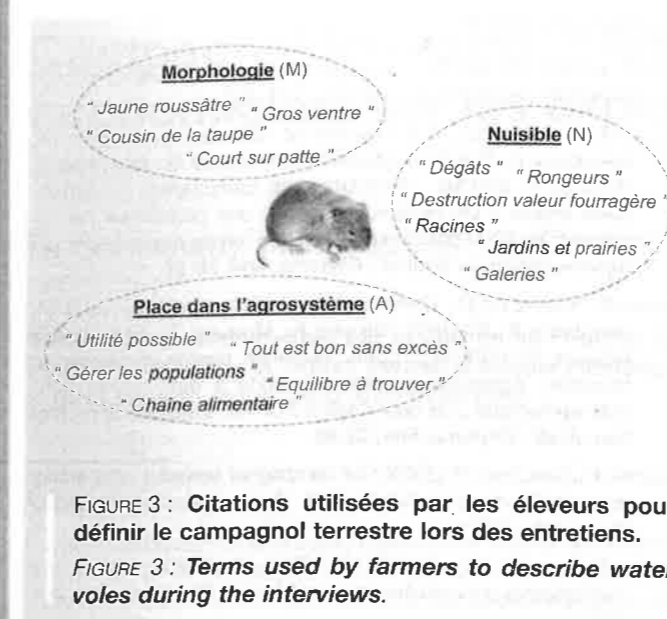 Morphologie (M)
" Jaune roussâtre " " Gros ventre "
" Cousin de la taupe "
" Court sur patte "
Nuisible (N)
" Dégâts " " Rongeurs "
" Destruction valeur fourragère "
" Racines "
" Jardins et prairies "
" Galeries "
Place dans l'agrosystème (A)
" Utilité possible " " Tout est bon sans excès "
" Gérer les populations " " Equilibre à trouver "
" Chaîne alimentaire "
FIGURE 3 : Citations utilisées par les éleveurs pou
définir le campagnol terrestre lors des entretiens.
FIGURE 3 : Terms used by farmers to describe water
voles during the interviews.